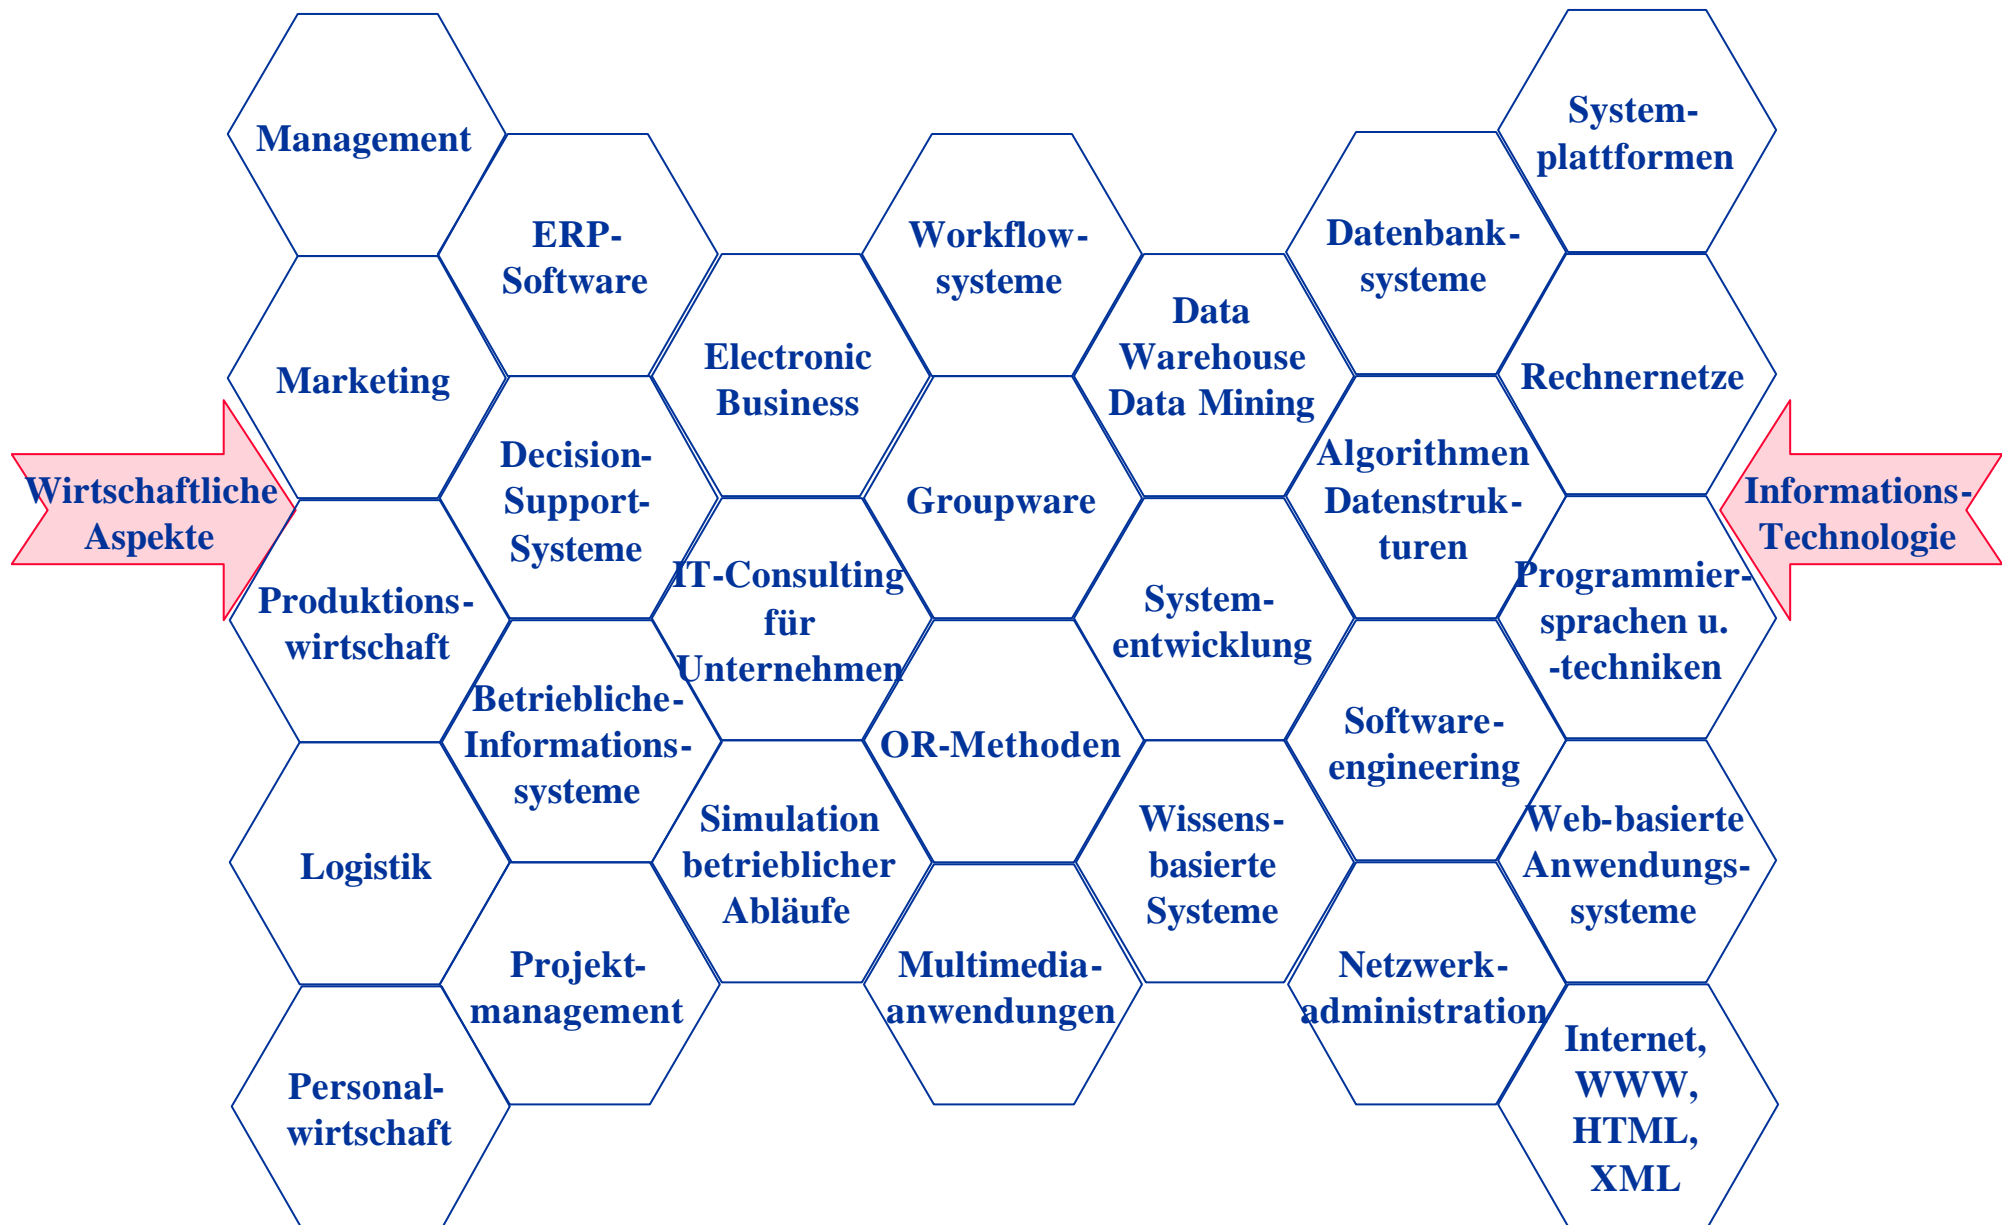 Management
Marketing
Wirtschaftliche
Aspekte
Produktions-
wirtschaft
Logistik
Personal-
wirtschaft
ERP-
Software
Decision-
Support-
Systeme
Betriebliche-
Informations-
systeme
Projekt-
management
Electronic
Business
IT-Consulting
für
Unternehmen
Simulation
betrieblicher
Abläufe
Workflow-
systeme
Groupware
OR-Methoden
Multimedia-
anwendungen
Data
Warehouse
Data Mining
System-
entwicklung
Wissens-
basierte
Systeme
Datenbank-
systeme
Algorithmen
Datenstruk-
turen
Software-
engineering
Netzwerk-
administration
System-
plattformen
Rechnernetze
Informations-
Technologie
Programmier-
sprachen u.
-techniken
Web-basierte
Anwendungs-
systeme
Internet,
WWW,
HTML,
XML